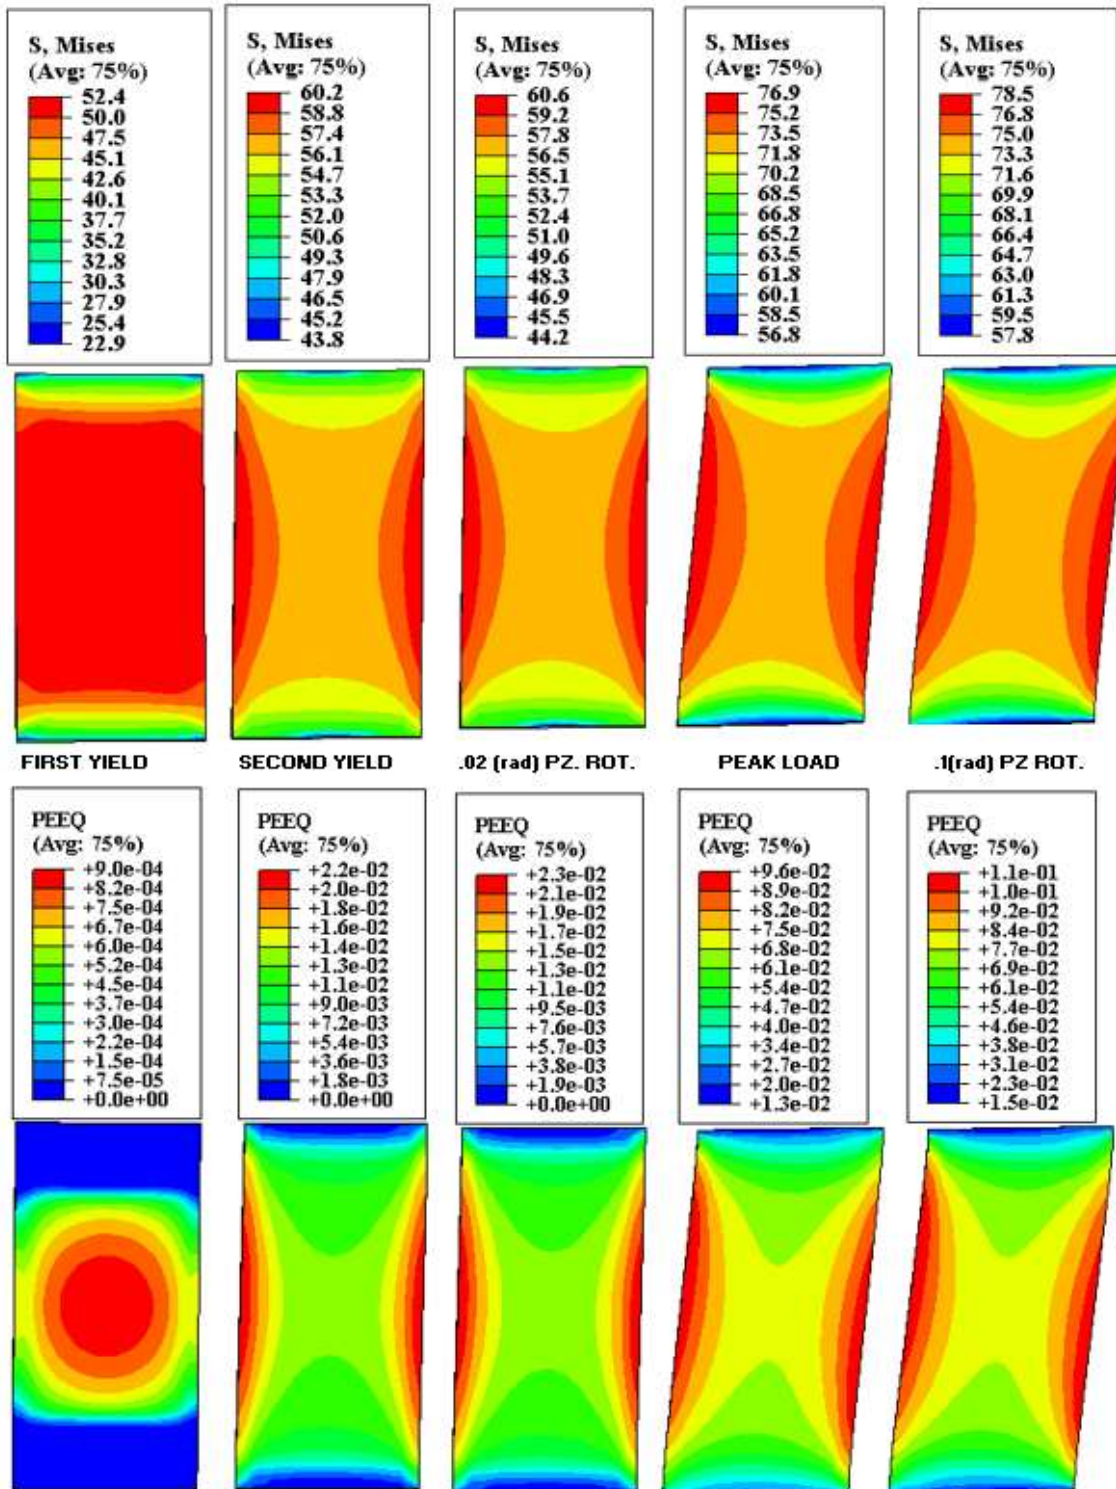 S, Mises
(Avg: 75%)
52.4
50.0
47.5
45.1
42.6
40.1
37.7
35.2
32.8
30.3
27.9
25.4
22.9
S, Mises
(Avg: 75%)
60.2
58.8
57.4
56.1
54.7
53.3
52.0
50.6
49.3
47.9
46.5
45.2
43.8
S, Mises
(Avg: 75%)
60.6
59.2
57.8
56.5
55.1
53.7
52.4
51.0
49.6
48.3
46.9
45.5
44.2
S, Mises
(Avg: 75%)
76.9
75.2
73.5
71.8
70.2
68.5
66.8
65.2
63.5
61.8
60.1
58.5
56.8
S, Mises
(Avg: 75%)
78.5
76.8
75.0
73.3
71.6
69.9
68.1
66.4
64.7
63.0
61.3
59.5
57.8
FIRST YIELD
SECOND YIELD
.02 (rad) PZ. ROT.
PEAK LOAD
.1(rad) PZ ROT.
PEEQ
(Avg: 75%)
+9.0e-04
+8.2e-04
+7.5e-04
+6.7e-04
+6.0e-04
+5.2e-04
+4.5e-04
+3.7e-04
+3.0e-04
+2.2e-04
+1.5e-04
+7.5e-05
+0.0e+00
PEEQ
(Avg: 75%)
+2.2e-02
+2.0e-02
+1.8e-02
+1.6e-02
+1.4e-02
+1.3e-02
+1.1e-02
+9.0e-03
+7.2e-03
+5.4e-03
+3.6e-03
+1.8e-03
+0.0e+00
PEEQ
(Avg: 75%)
+2.3e-02
+2.1e-02
+1.9e-02
+1.7e-02
+1.5e-02
+1.3e-02
+1.1e-02
+9.5e-03
+7.6e-03
+5.7e-03
+3.8e-03
+1.9e-03
+0.0e+00
PEEQ
(Avg: 75%)
+9.6e-02
+8.9e-02
+8.2e-02
+7.5e-02
+6.8e-02
+6.1e-02
+5.4e-02
+4.7e-02
+4.0e-02
+3.4e-02
+2.7e-02
+2.0e-02
+1.3e-02
PEEQ
(Avg: 75%)
+1.1e-01
+1.0e-01
+9.2e-02
+8.4e-02
+7.7e-02
+6.9e-02
+6.1e-02
+5.4e-02
+4.6e-02
+3.8e-02
+3.1e-02
+2.3e-02
+1.5e-02